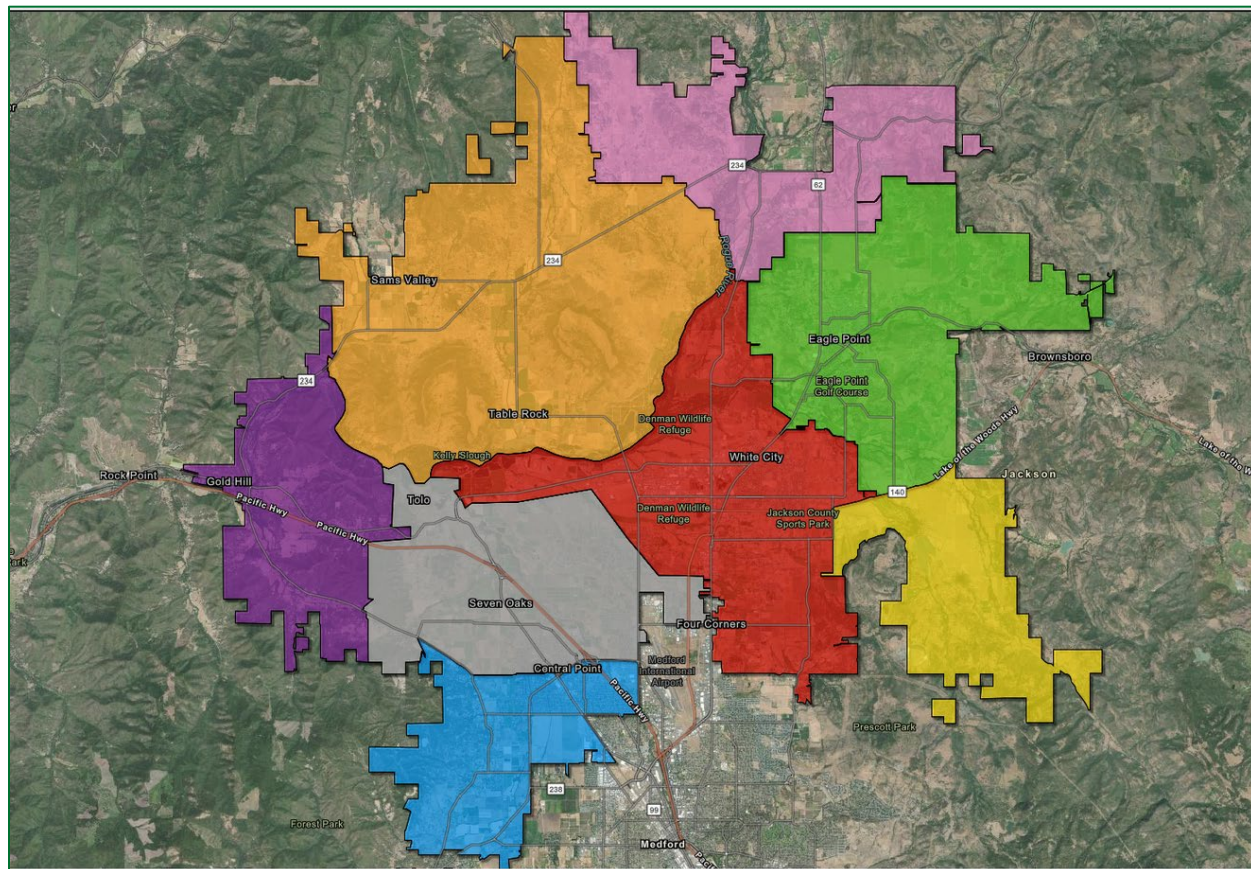 234
62
Rogue River
234
Sams Valley
Eagle Point
Brownsboro
Eagle Point
Golf Course
234
Table Rock
Denman Wildlife
Refuge
Lake of the Woods Hwy
Kelly Slough
White City
Rock Point
Gold Hill
Jackson
Tolo
140
Pacific Hwy
Pacific Hwy
Denman Wildlife
Refuge
Jackson County
Sports Park
Seven Oaks
Four Corners
Central Point
Medford
International
Airport
Pacific Hwy
Prescott Park
238
99
Forest Park
Medford